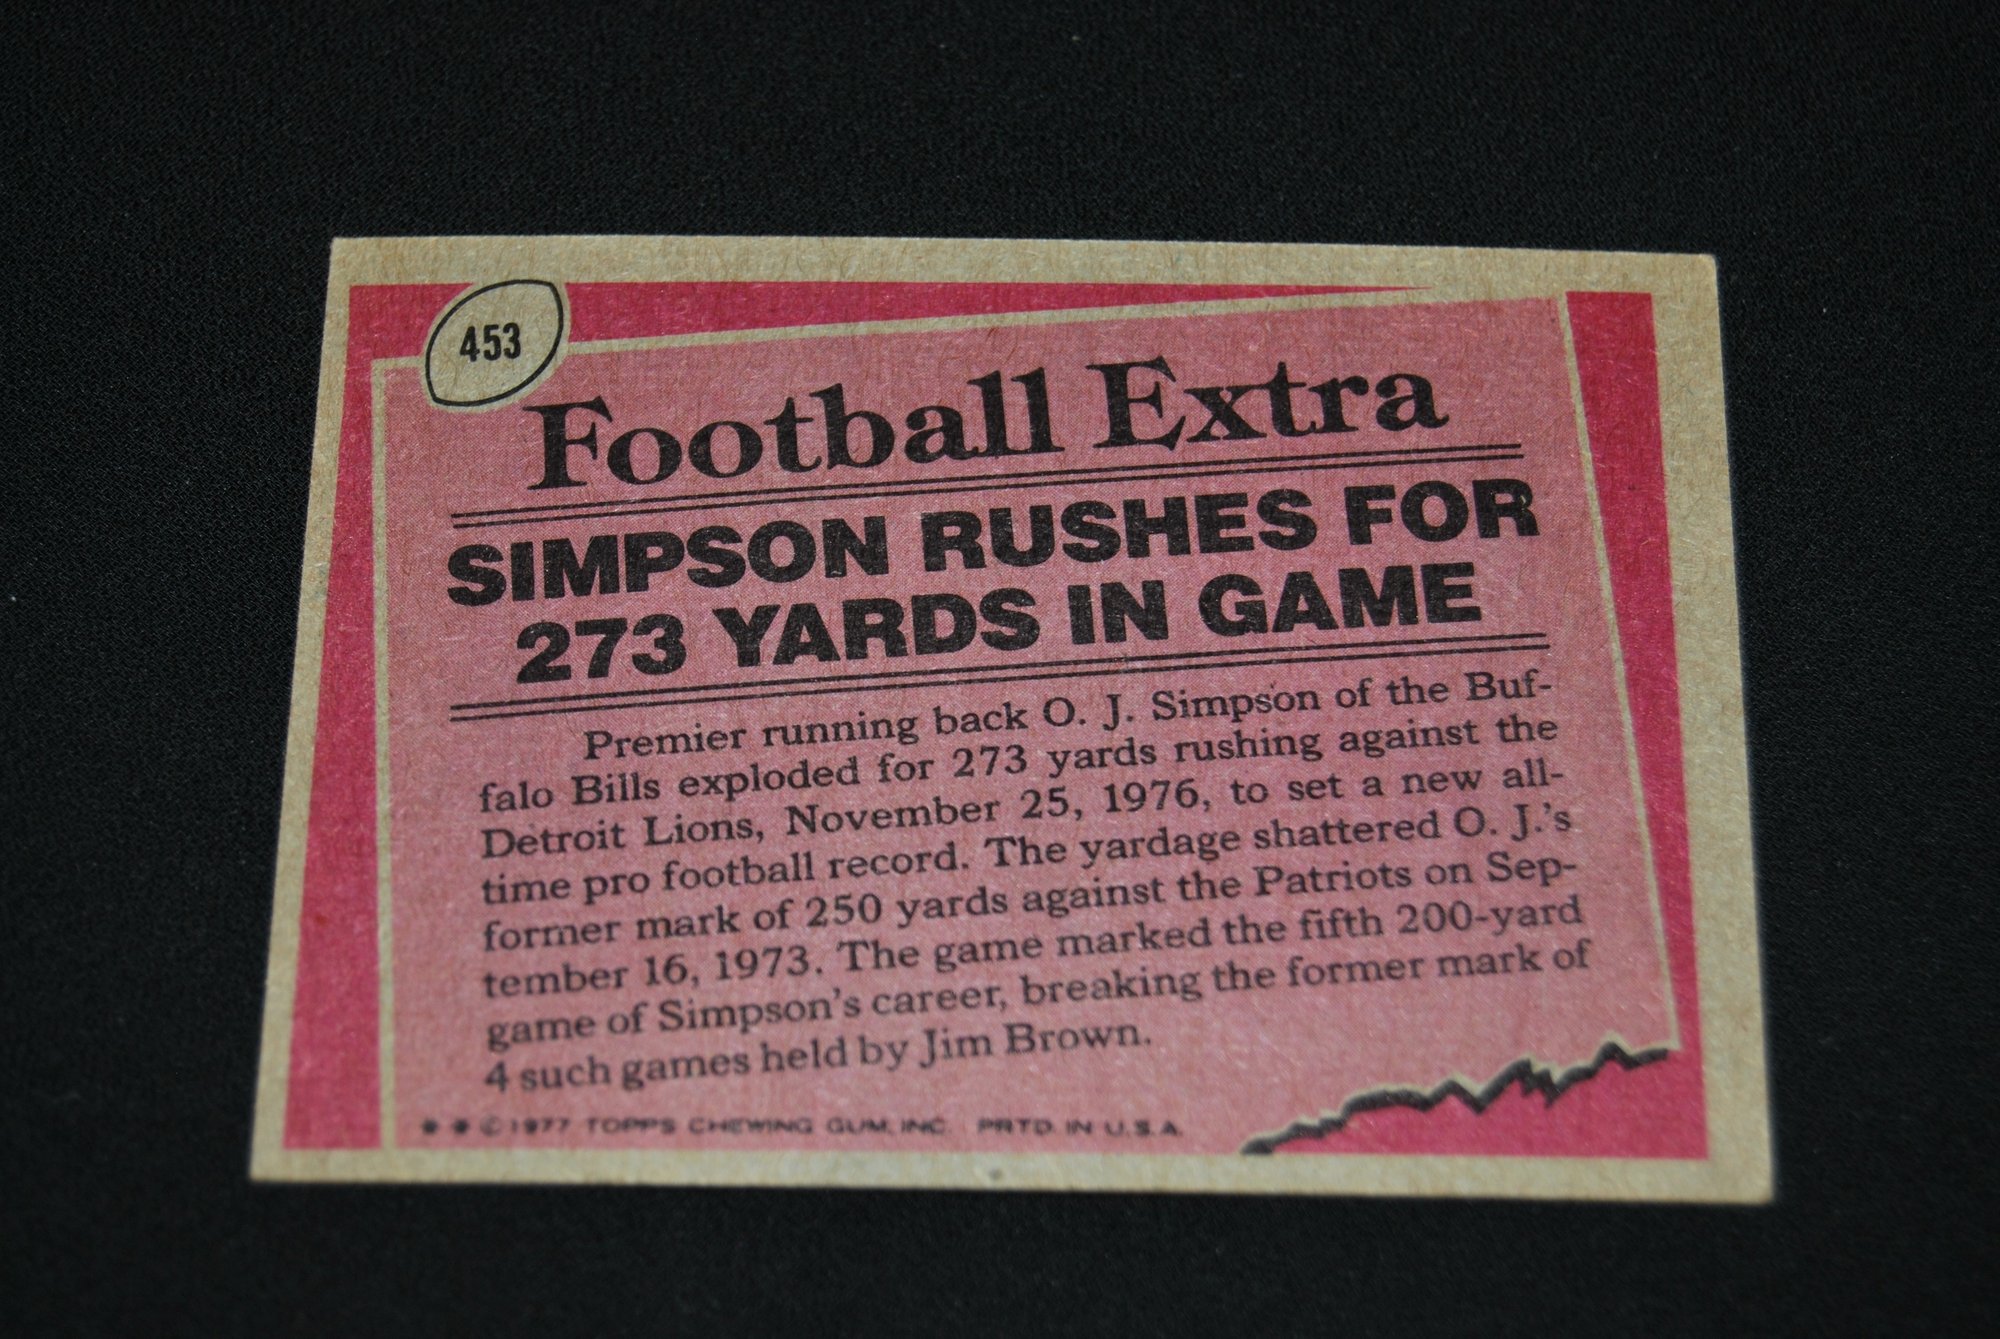 453
Football Extra
SIMPSON RUSHES FOR
273 YARDS IN GAME
Premier running back O. J. Simpson of the Buf-
falo Bills exploded for 273 yards rushing against the
Detroit Lions, November 25, 1976, to set a new all-
time pro football record. The yardage shattered O. J.'s
former mark of 250 yards against the Patriots on Sep-
tember 16, 1973. The game marked the fifth 200-yard
game of Simpson's career, breaking the former mark of
4 such games held by Jim Brown.
* * © 1977 TOPPS CHEWING GUM, INC. PRTD. IN U.S.A.